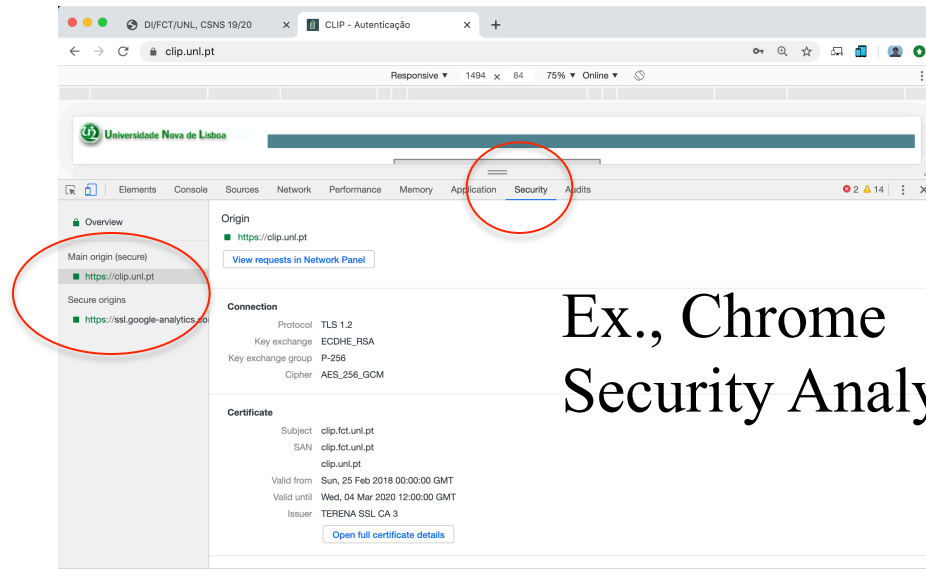 DI/FCT/UNL, CSNS 19/20
CLIP - Autenticação
clip.unl.pt
Responsive 1494 x 84 75% Online
Universidade Nova de Lisboa
Elements Console Sources Network Performance Memory Application Security Audits 2 14
Overview
Main origin (secure)
https://clip.unl.pt
Secure origins
https://ssl.google-analytics.co
Origin
https://clip.unl.pt
View requests in Network Panel
Connection
Protocol TLS 1.2
Key exchange ECDHE_RSA
Key exchange group P-256
Cipher AES_256_GCM
Certificate
Subject clip.fct.unl.pt
SAN clip.fct.unl.pt
clip.unl.pt
Valid from Sun, 25 Feb 2018 00:00:00 GMT
Valid until Wed, 04 Mar 2020 12:00:00 GMT
Issuer TERENA SSL CA 3
Open full certificate details
Ex., Chrome
Security Analy